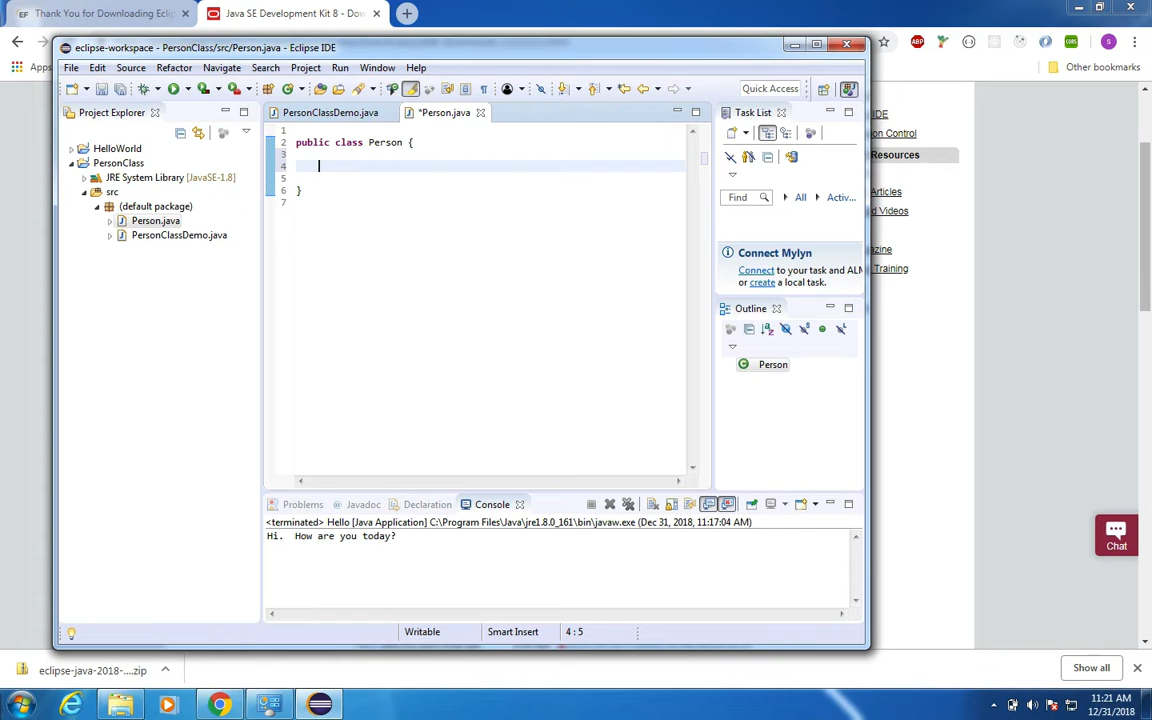 Thank You for Downloading Ecli
Java SE Development Kit 8 - Dow
S
Apps
Other bookmarks
eclipse-workspace - PersonClass/src/Person.java - Eclipse IDE
File Edit Source Refactor Navigate Search Project Run Window Help
Quick Access
Project Explorer
PersonClassDemo.java
*Person.java
Task List
HelloWorld
PersonClass
JRE System Library [JavaSE-1.8]
src
(default package)
Person.java
PersonClassDemo.java
1
2 public class Person {
3
4
5
6 }
7
Find
All
Activ...
Connect Mylyn
Connect to your task and ALM
or create a local task.
Outline
Person
DE
on Control
Resources
Articles
d Videos
azine
Training
Problems Javadoc Declaration Console
<terminated> Hello [Java Application] C:\Program Files\Java\jre1.8.0_161\bin\javaw.exe (Dec 31, 2018, 11:17:04 AM)
Hi. How are you today?
Writable
Smart Insert
4 : 5
Chat
eclipse-java-2018-....zip
Show all
11:21 AM
12/31/2018